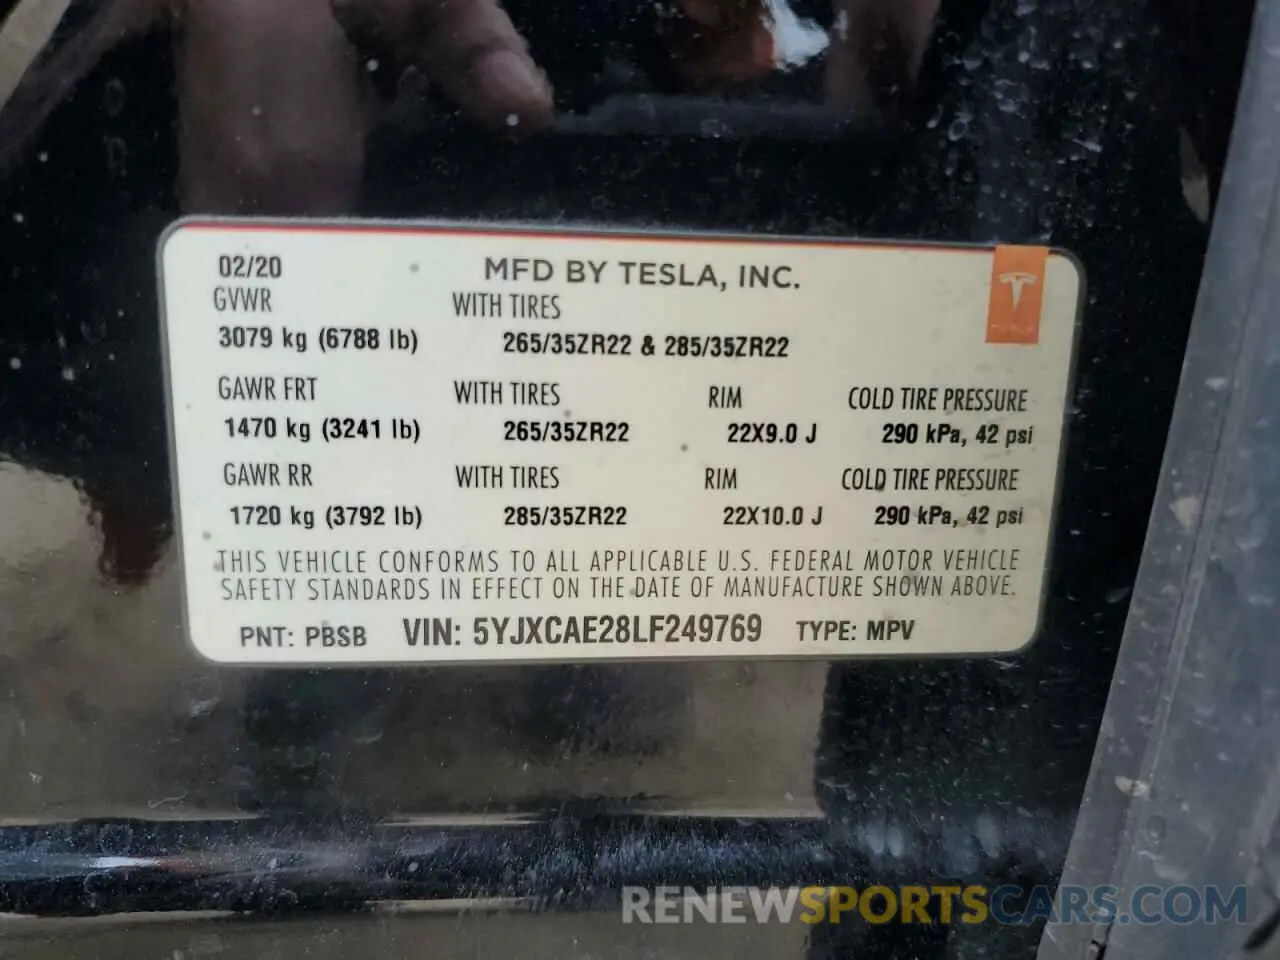 02/20 MFD BY TESLA, INC.
GVWR WITH TIRES
3079 kg (6788 lb) 265/35ZR22 & 285/35ZR22
GAWR FRT WITH TIRES RIM COLD TIRE PRESSURE
1470 kg (3241 lb) 265/35ZR22 22X9.0 J 290 kPa, 42 psi
GAWR RR WITH TIRES RIM COLD TIRE PRESSURE
1720 kg (3792 lb) 285/35ZR22 22X10.0 J 290 kPa, 42 psi
THIS VEHICLE CONFORMS TO ALL APPLICABLE U.S. FEDERAL MOTOR VEHICLE
SAFETY STANDARDS IN EFFECT ON THE DATE OF MANUFACTURE SHOWN ABOVE.
PNT: PBSB VIN: 5YJXCAE28LF249769 TYPE: MPV
RENEWSPORTSCARS.COM